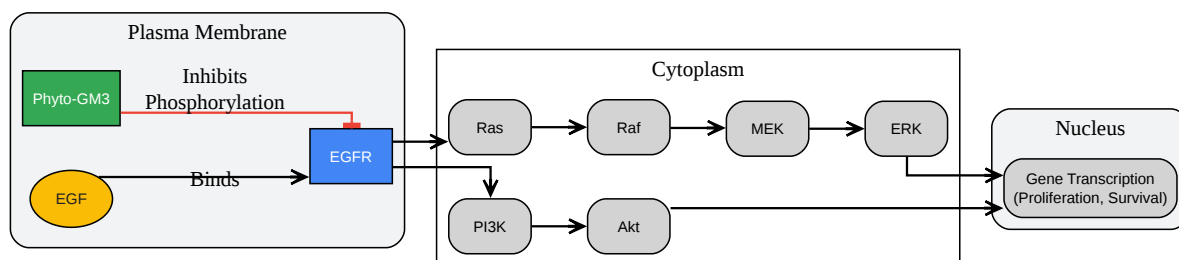 Plasma Membrane
Phyto-GM3
Inhibits
Phosphorylation
EGFR
EGF
Binds
Cytoplasm
Ras
Raf
MEK
ERK
PI3K
Akt
Nucleus
Gene Transcription
(Proliferation, Survival)